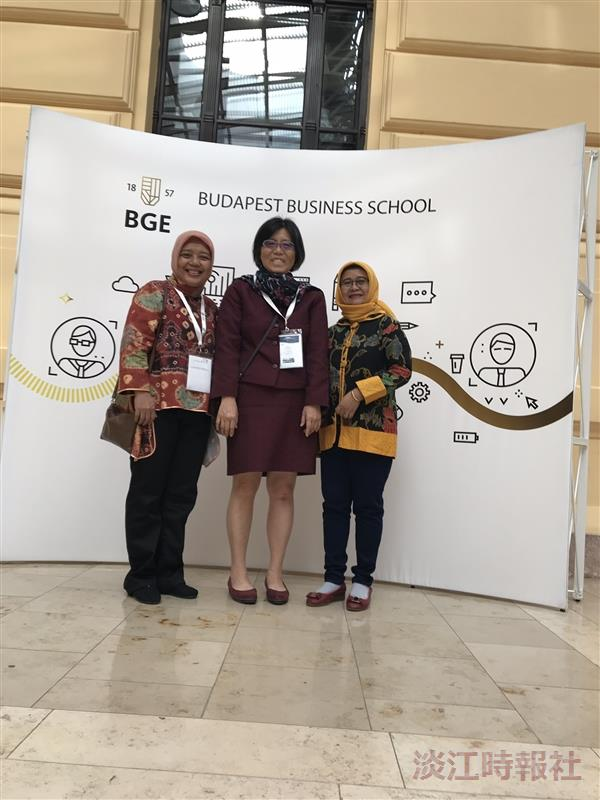 18 57
BGE
BUDAPEST BUSINESS SCHOOL
淡江時報社